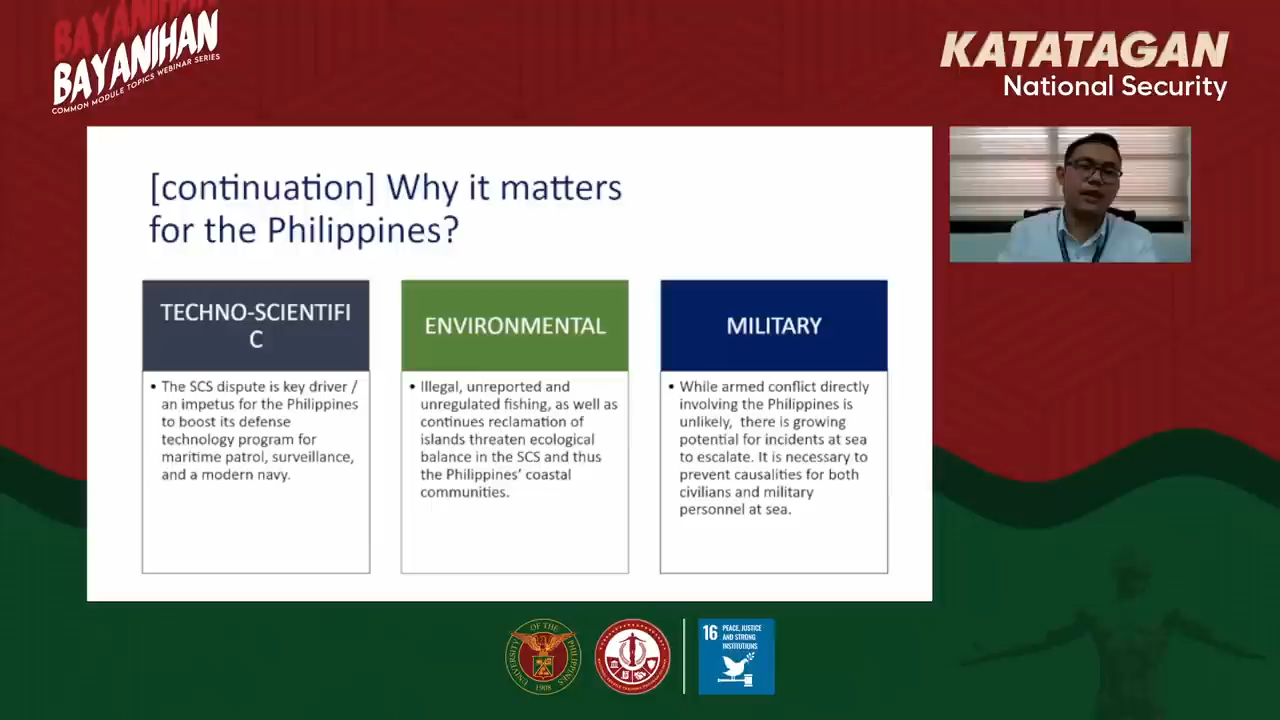 BAYANIHAN
BAYANIHAN
COMMON MODULE TOPICS WEBINAR SERIES
KATATAGAN
National Security
[continuation] Why it matters
for the Philippines?
TECHNO-SCIENTIFI
C
• The SCS dispute is key driver /
an impetus for the Philippines
to boost its defense
technology program for
maritime patrol, surveillance,
and a modern navy.
ENVIRONMENTAL
• Illegal, unreported and
unregulated fishing, as well as
continues reclamation of
islands threaten ecological
balance in the SCS and thus
the Philippines' coastal
communities.
MILITARY
• While armed conflict directly
involving the Philippines is
unlikely,  there is growing
potential for incidents at sea
to escalate. It is necessary to
prevent causalities for both
civilians and military
personnel at sea.
UNIVERSITY OF THE PHILIPPINES
1908
16 PEACE, JUSTICE
AND STRONG
INSTITUTIONS